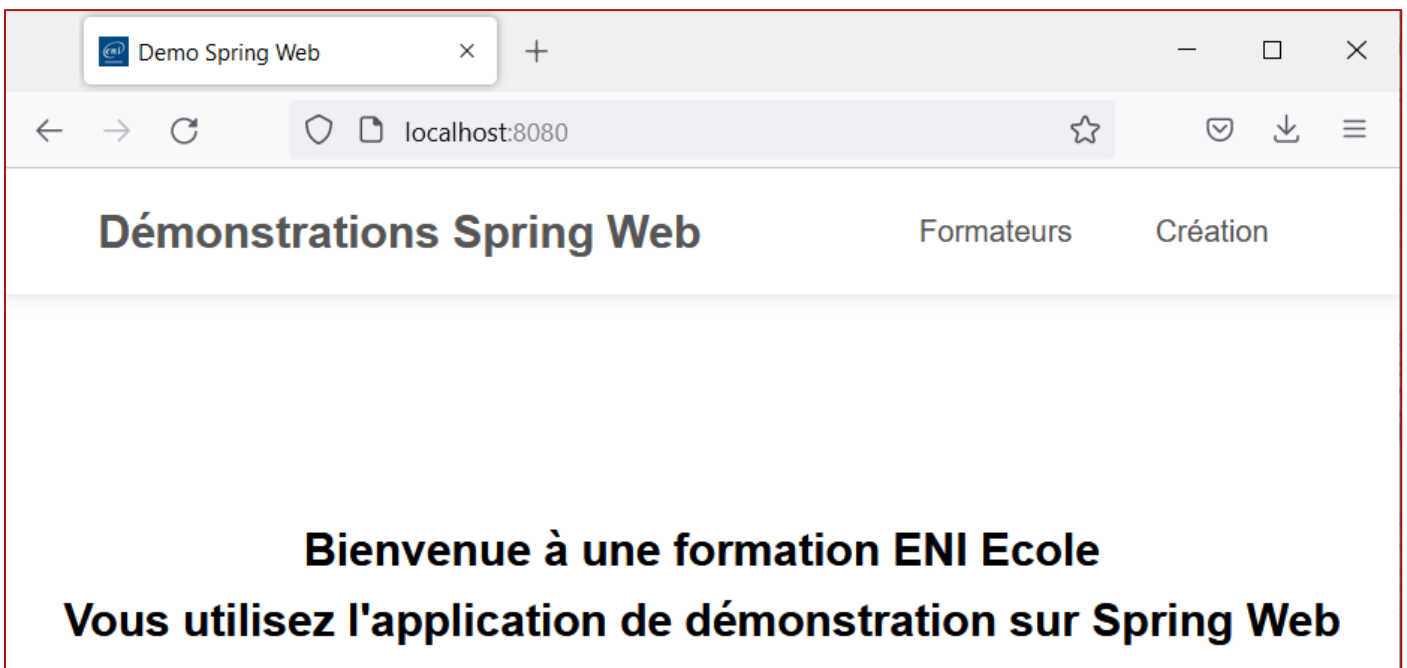 eni Demo Spring Web
localhost:8080
Démonstrations Spring Web Formateurs Création
Bienvenue à une formation ENI Ecole
Vous utilisez l'application de démonstration sur Spring Web